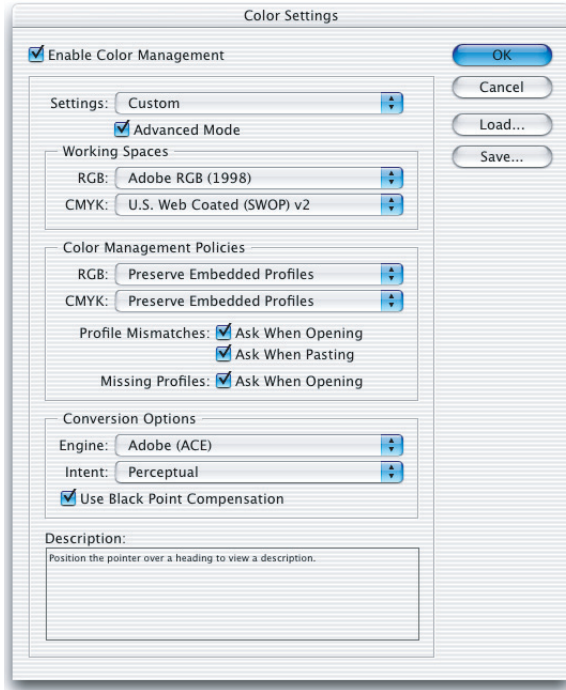 Color Settings
Enable Color Management
OK
Cancel
Load...
Save...
Settings: Custom
Advanced Mode
Working Spaces
RGB: Adobe RGB (1998)
CMYK: U.S. Web Coated (SWOP) v2
Color Management Policies
RGB: Preserve Embedded Profiles
CMYK: Preserve Embedded Profiles
Profile Mismatches: Ask When Opening
Ask When Pasting
Missing Profiles: Ask When Opening
Conversion Options
Engine: Adobe (ACE)
Intent: Perceptual
Use Black Point Compensation
Description:
Position the pointer over a heading to view a description.